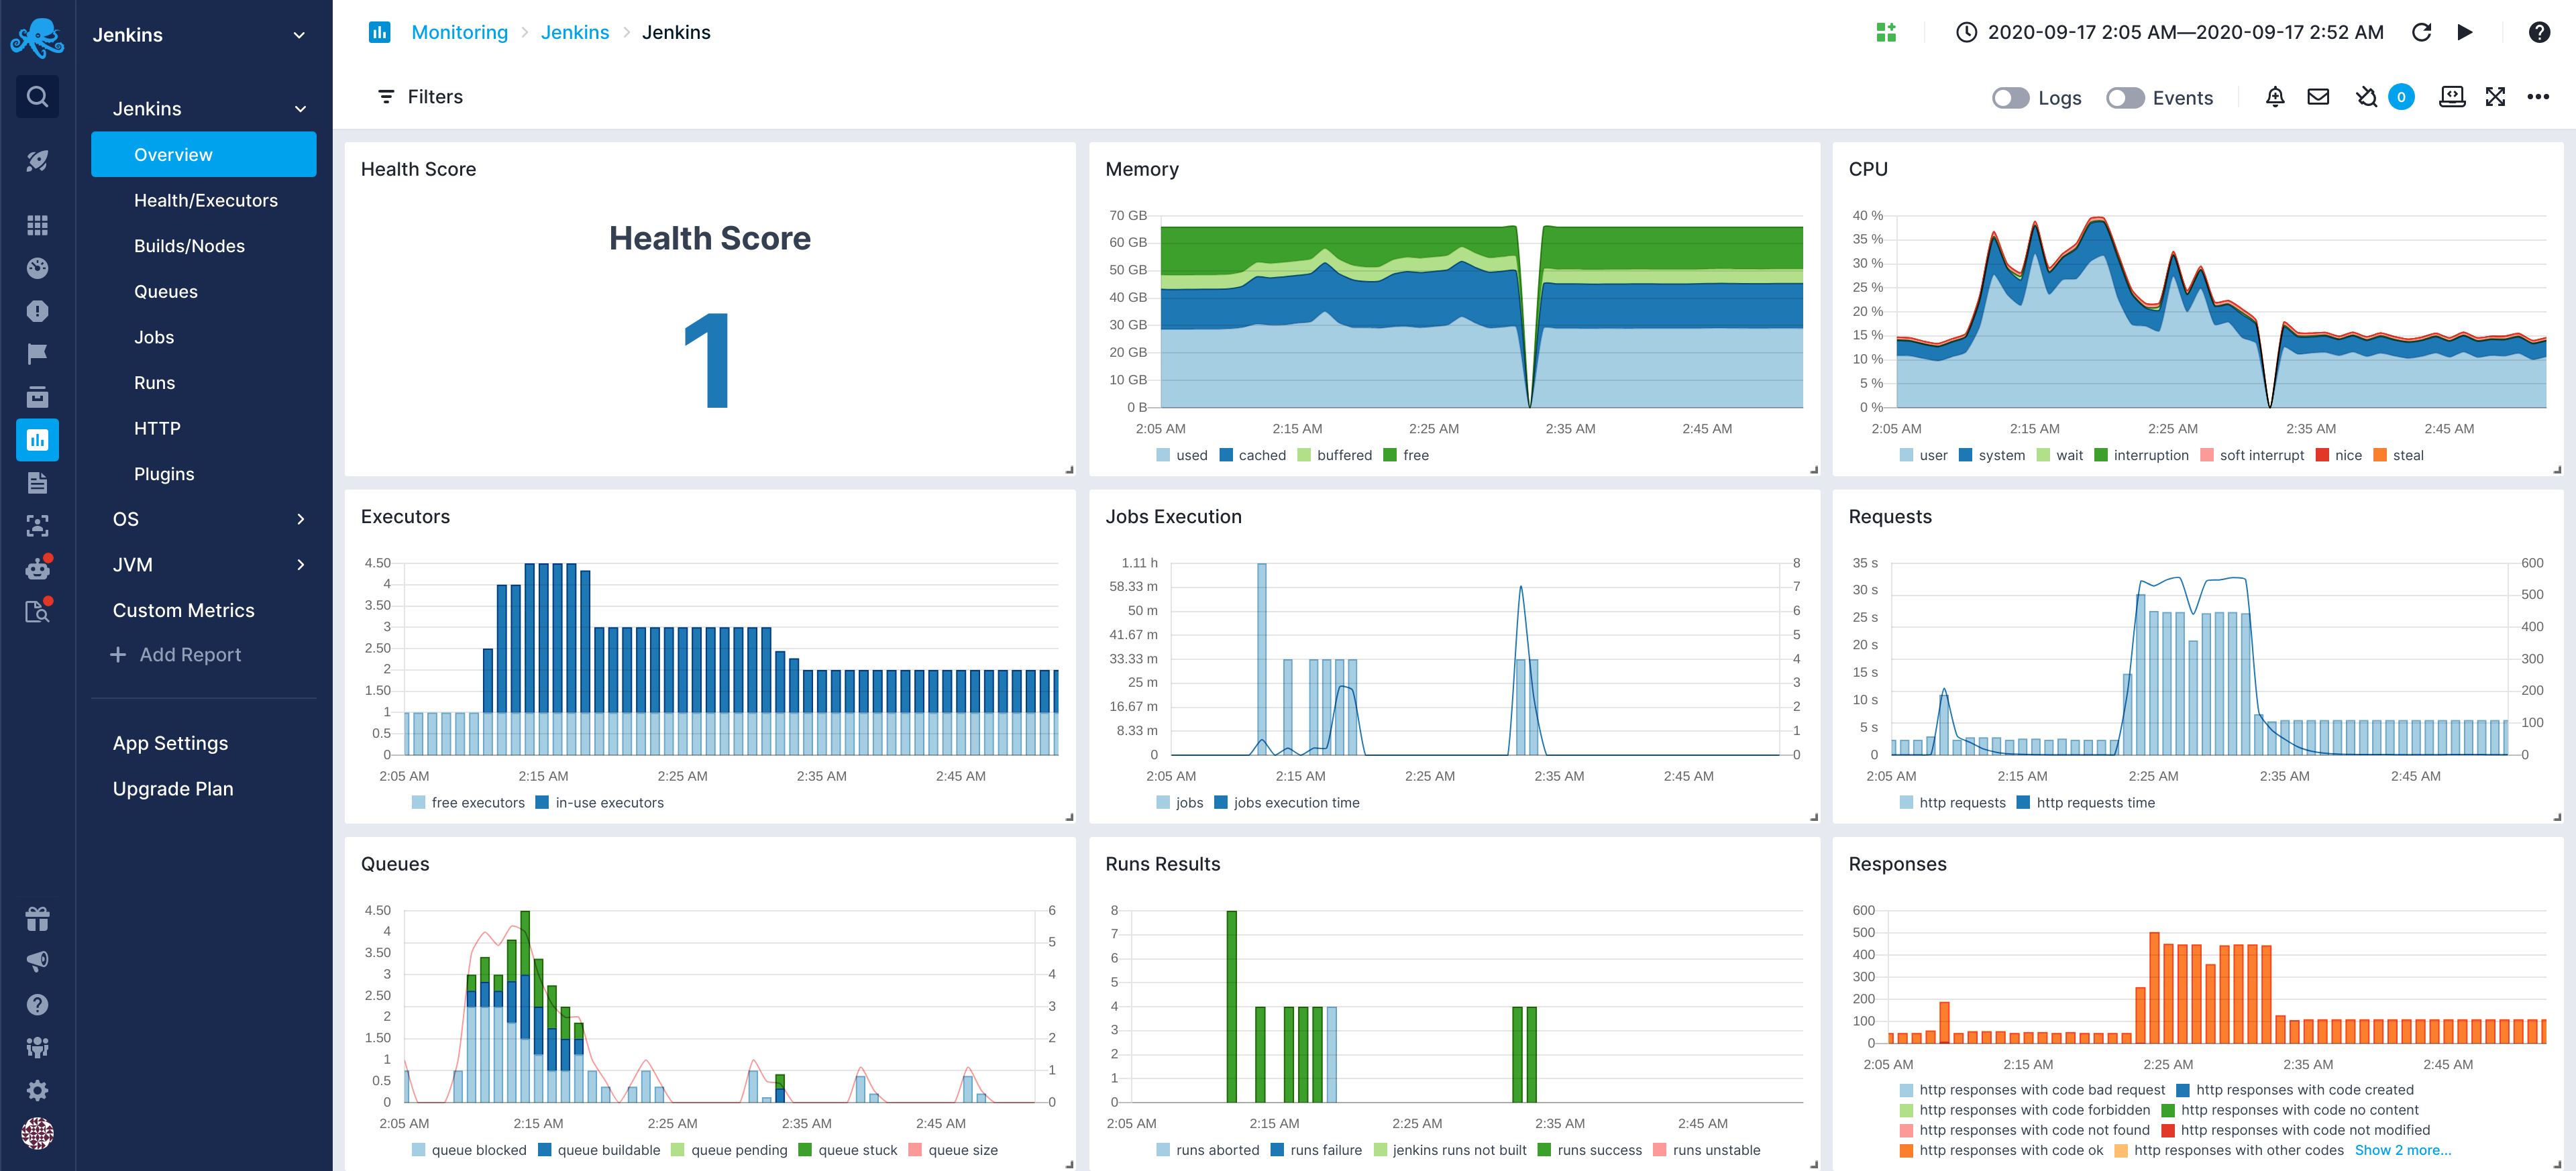 Jenkins
Monitoring > Jenkins > Jenkins
2020-09-17 2:05 AM—2020-09-17 2:52 AM
Filters
Logs
Events
0
Jenkins
Overview
Health/Executors
Builds/Nodes
Queues
Jobs
Runs
HTTP
Plugins
OS
JVM
Custom Metrics
+ Add Report
App Settings
Upgrade Plan
Health Score
Health Score
1
Memory
70 GB
60 GB
50 GB
40 GB
30 GB
20 GB
10 GB
0 B
2:05 AM 2:15 AM 2:25 AM 2:35 AM 2:45 AM
used cached buffered free
CPU
40 %
35 %
30 %
25 %
20 %
15 %
10 %
5 %
0 %
2:05 AM 2:15 AM 2:25 AM 2:35 AM 2:45 AM
user system wait interruption soft interrupt nice steal
Executors
4.50
4
3.50
3
2.50
2
1.50
1
0.5
0
2:05 AM 2:15 AM 2:25 AM 2:35 AM 2:45 AM
free executors in-use executors
Jobs Execution
1.11 h 8
58.33 m 7
50 m 6
41.67 m 5
33.33 m 4
25 m 3
16.67 m 2
8.33 m 1
0 0
2:05 AM 2:15 AM 2:25 AM 2:35 AM 2:45 AM
jobs jobs execution time
Requests
35 s 600
30 s 500
25 s 400
20 s 300
15 s 200
10 s 100
5 s 0
0
2:05 AM 2:15 AM 2:25 AM 2:35 AM 2:45 AM
http requests http requests time
Queues
4.50 6
4 5
3.50 4
3 3
2.50 2
2 1
1.50 0
1
0.5
0
2:05 AM 2:15 AM 2:25 AM 2:35 AM 2:45 AM
queue blocked queue buildable queue pending queue stuck queue size
Runs Results
8
7
6
5
4
3
2
1
0
2:05 AM 2:15 AM 2:25 AM 2:35 AM 2:45 AM
runs aborted runs failure jenkins runs not built runs success runs unstable
Responses
600
500
400
300
200
100
0
2:05 AM 2:15 AM 2:25 AM 2:35 AM 2:45 AM
http responses with code bad request http responses with code created
http responses with code forbidden http responses with code no content
http responses with code not found http responses with code not modified
http responses with code ok http responses with other codes Show 2 more...